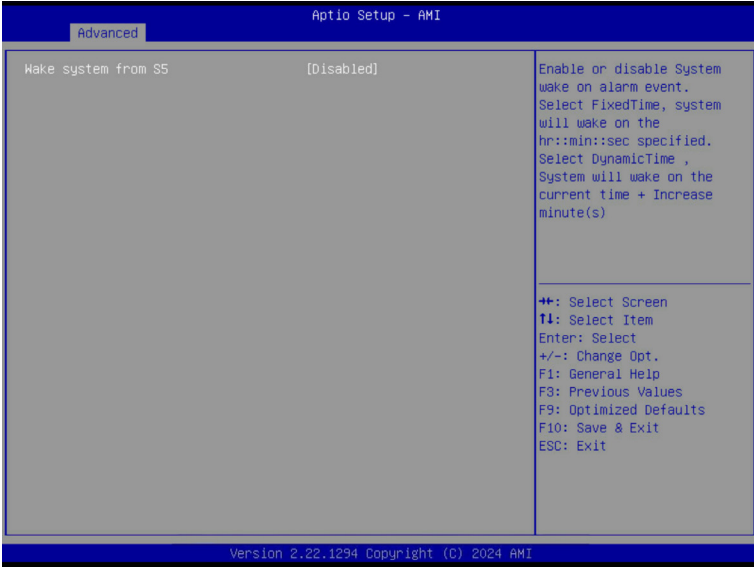 Aptio Setup – AMI
Advanced
Wake system from S5 [Disabled]
Enable or disable System
wake on alarm event.
Select FixedTime, system
will wake on the
hr::min::sec specified.
Select DynamicTime ,
System will wake on the
current time + Increase
minute(s)
→←: Select Screen
↑↓: Select Item
Enter: Select
+/-: Change Opt.
F1: General Help
F3: Previous Values
F9: Optimized Defaults
F10: Save & Exit
ESC: Exit
Version 2.22.1294 Copyright (C) 2024 AMI